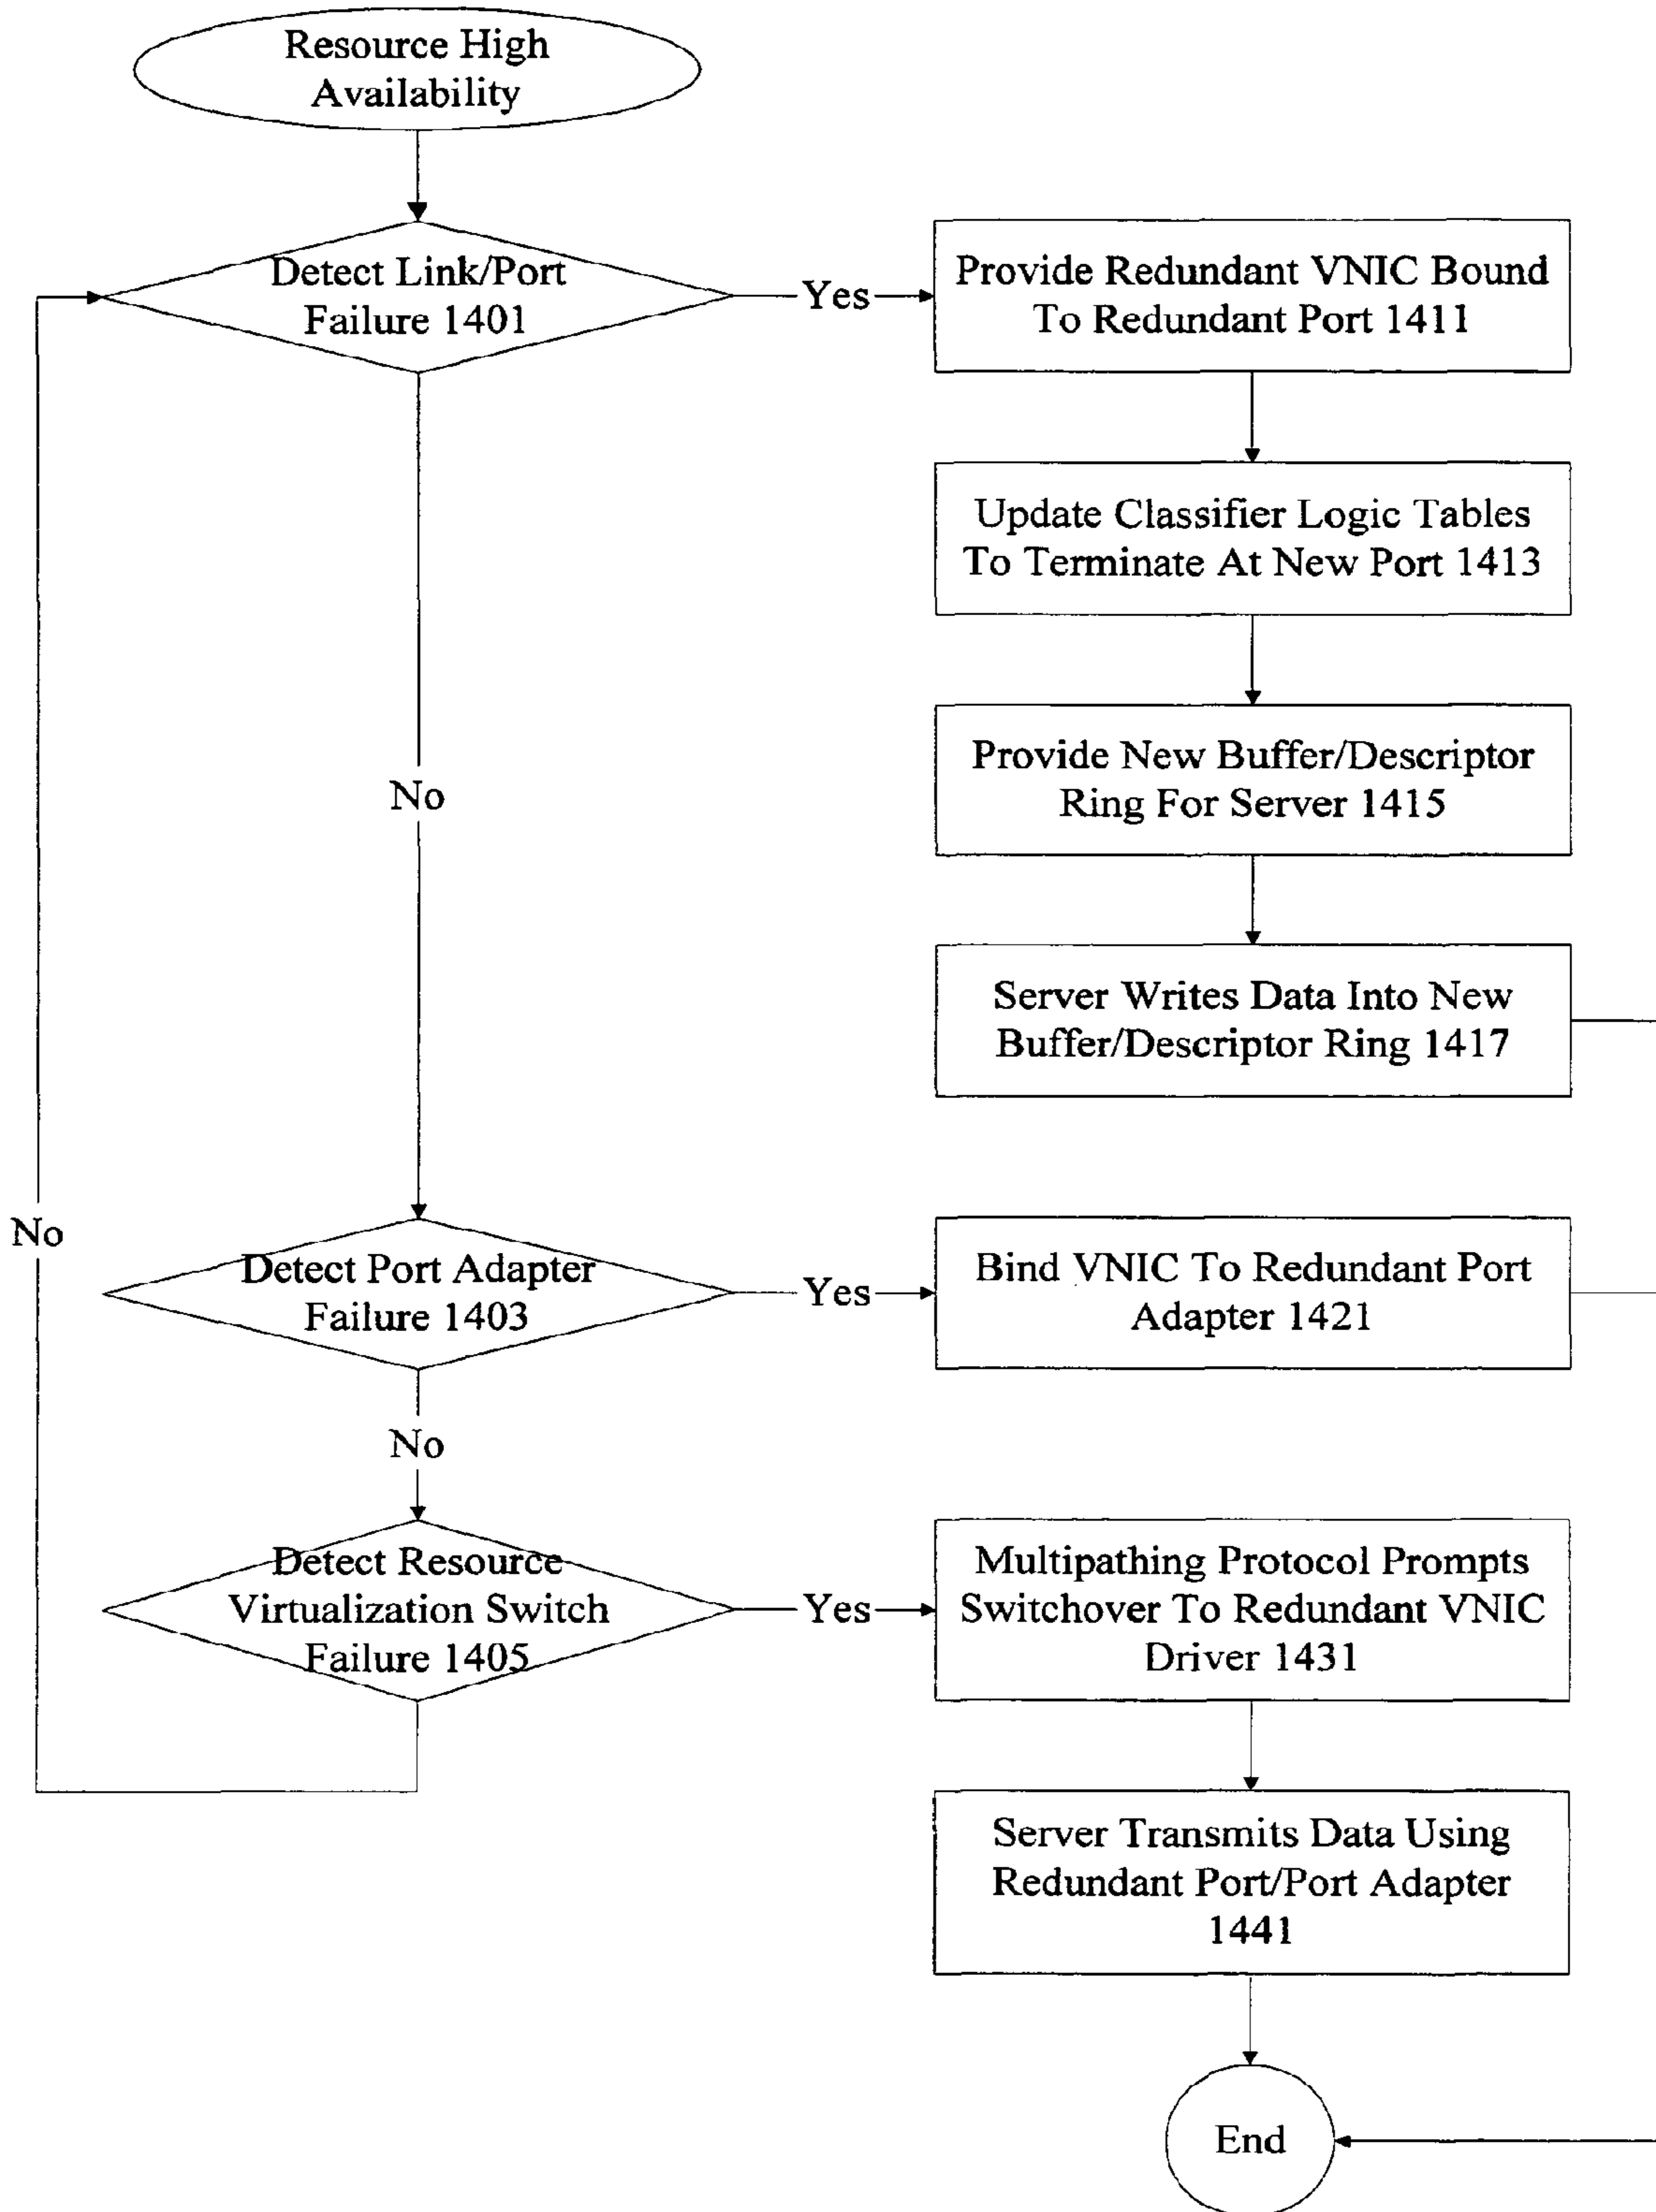 Resource High
Availability
Detect Link/Port
Failure 1401
Yes
Provide Redundant VNIC Bound
To Redundant Port 1411
Update Classifier Logic Tables
To Terminate At New Port 1413
Provide New Buffer/Descriptor
Ring For Server 1415
No
Server Writes Data Into New
Buffer/Descriptor Ring 1417
No
Detect Port Adapter
Failure 1403
Yes
Bind VNIC To Redundant Port
Adapter 1421
No
Detect Resource
Virtualization Switch
Failure 1405
Yes
Multipathing Protocol Prompts
Switchover To Redundant VNIC
Driver 1431
Server Transmits Data Using
Redundant Port/Port Adapter
1441
End